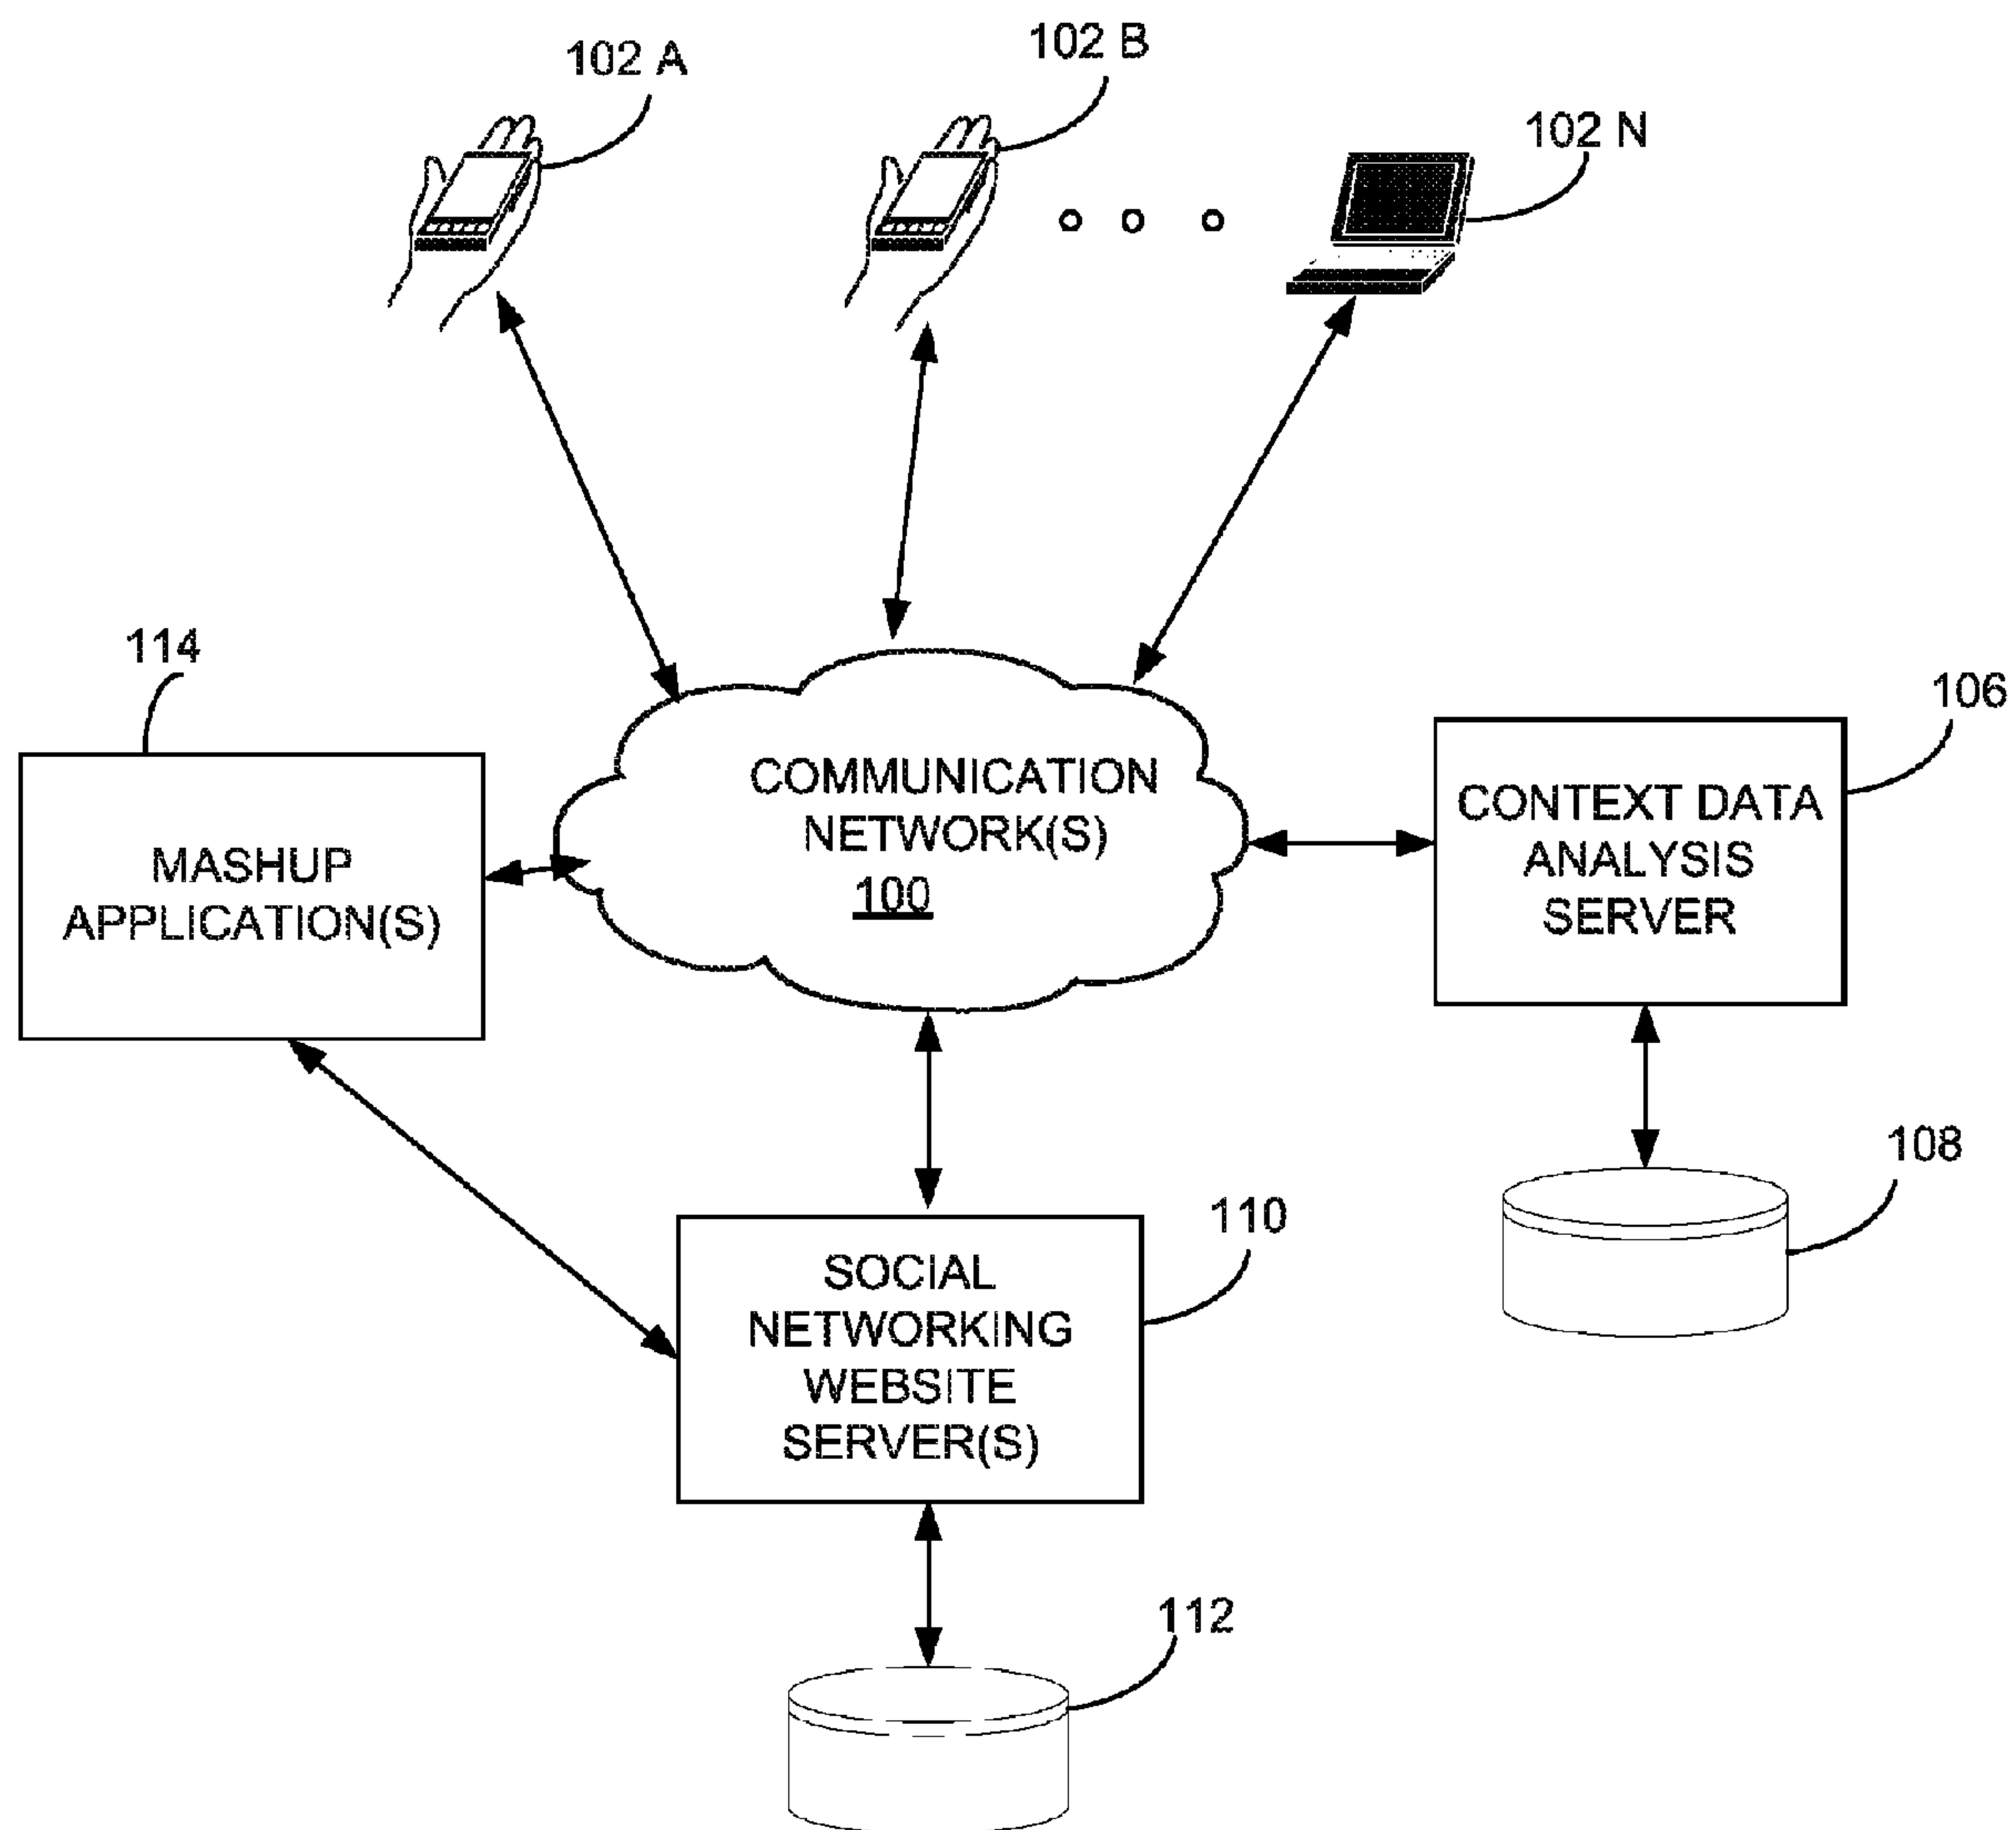 102 A
102 B
102 N
114
106
COMMUNICATION
NETWORK(S)
100
CONTEXT DATA
ANALYSIS
SERVER
MASHUP
APPLICATION(S)
108
110
SOCIAL
NETWORKING
WEBSITE
SERVER(S)
112